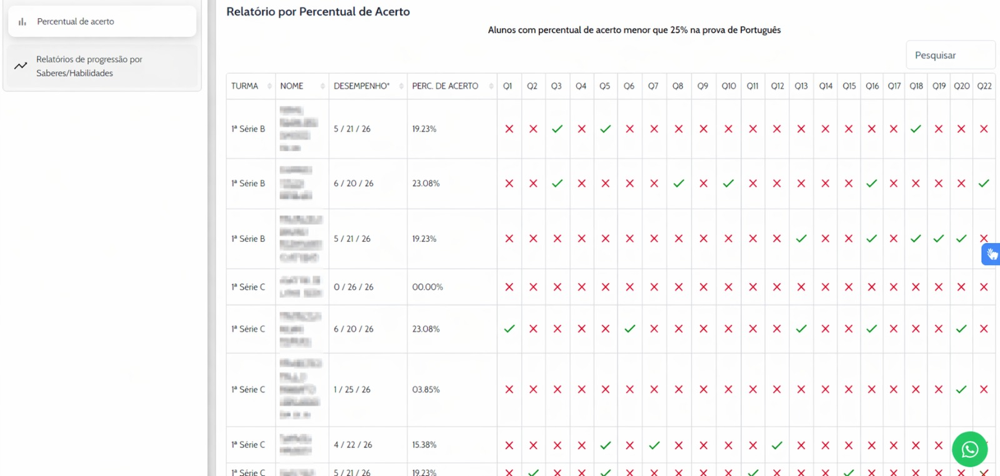 Percentual de acerto
Relatórios de progressão por
Saberes/Habilidades
Relatório por Percentual de Acerto
Alunos com percentual de acerto menor que 25% na prova de Português
Pesquisar
TURMA NOME DESEMPENHO* PERC. DE ACERTO Q1 Q2 Q3 Q4 Q5 Q6 Q7 Q8 Q9 Q10 Q11 Q12 Q13 Q14 Q15 Q16 Q17 Q18 Q19 Q20 Q22
1ª Série B 5 / 21 / 26 19.23%
1ª Série B 6 / 20 / 26 23.08%
1ª Série B 5 / 21 / 26 19.23%
1ª Série C 0 / 26 / 26 00.00%
1ª Série C 6 / 20 / 26 23.08%
1ª Série C 1 / 25 / 26 03.85%
1ª Série C 4 / 22 / 26 15.38%
1ª Série C 5 / 21 / 26 19.23%